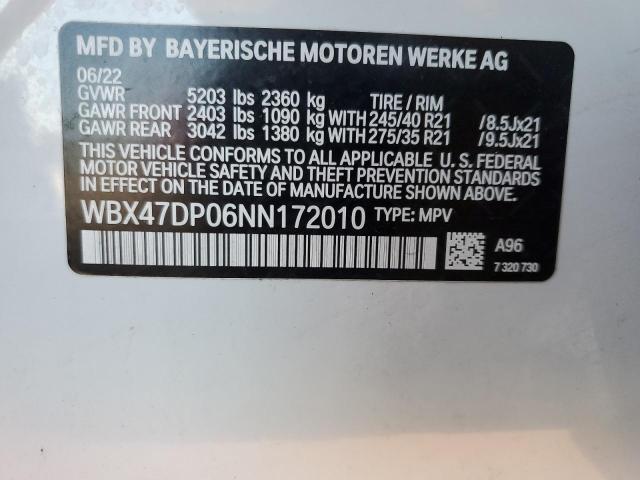 MFD BY BAYERISCHE MOTOREN WERKE AG
06/22
GVWR 5203 lbs 2360 kg TIRE / RIM
GAWR FRONT 2403 lbs 1090 kg WITH 245/40 R21 /8.5Jx21
GAWR REAR 3042 lbs 1380 kg WITH 275/35 R21 /9.5Jx21
THIS VEHICLE CONFORMS TO ALL APPLICABLE U. S. FEDERAL
MOTOR VEHICLE SAFETY AND THEFT PREVENTION STANDARDS
IN EFFECT ON THE DATE OF MANUFACTURE SHOWN ABOVE.
WBX47DP06NN172010 TYPE: MPV
A96
7 320 730